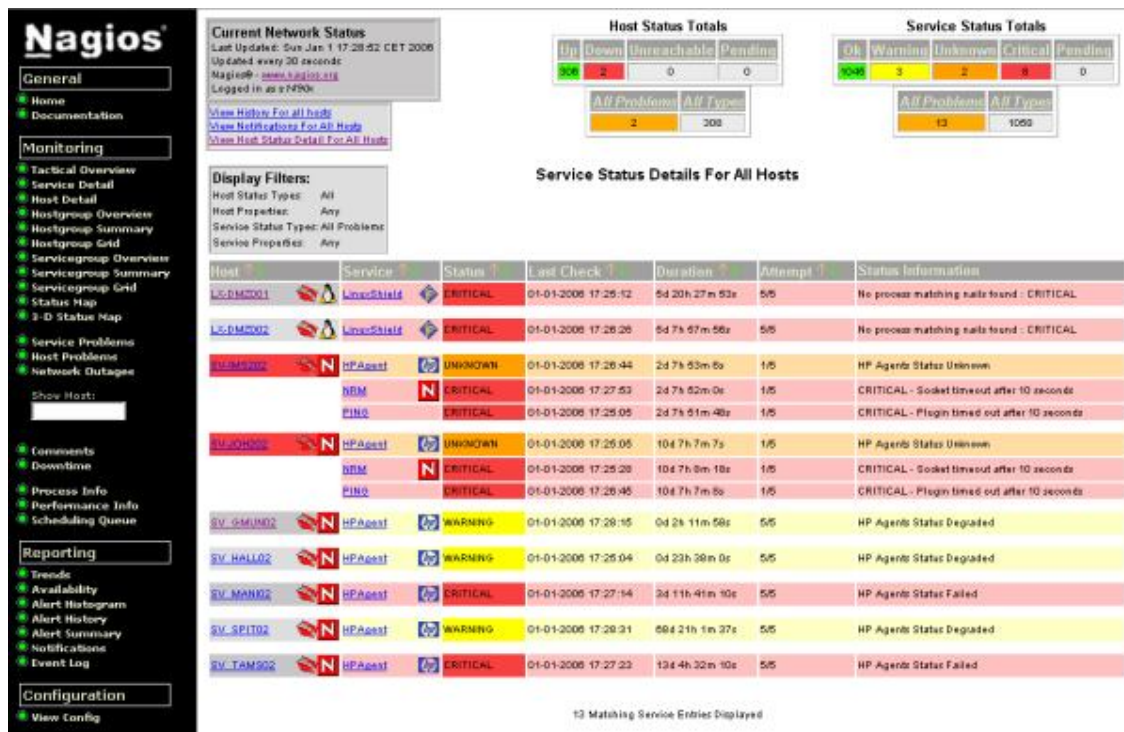 Nagios®
General
Home
Documentation
Monitoring
Tactical Overview
Service Detail
Host Detail
Hostgroup Overview
Hostgroup Summary
Hostgroup Grid
Servicegroup Overview
Servicegroup Summary
Servicegroup Grid
Status Map
3-D Status Map
Service Problems
Host Problems
Network Outages
Show Host:
Comments
Downtime
Process Info
Performance Info
Scheduling Queue
Reporting
Trends
Availability
Alert Histogram
Alert History
Alert Summary
Notifications
Event Log
Configuration
View Config
Current Network Status
Last Updated: Sun Jan 1 17:28:52 CET 2006
Updated every 30 seconds
Nagios® - www.nagios.org
Logged in as
View History For all hosts
View Notifications For All Hosts
View Host Status Detail For All Hosts
Host Status Totals
Up Down Unreachable Pending
306 2 0 0
All Problems All Types
2 308
Service Status Totals
Ok Warning Unknown Critical Pending
1046 3 2 8 0
All Problems All Types
13 1059
Display Filters:
Host Status Types: All
Host Properties: Any
Service Status Types: All Problems
Service Properties: Any
Service Status Details For All Hosts
Host Service Status Last Check Duration Attempt Status Information
LX-DMZ001 LinuxShield CRITICAL 01-01-2006 17:25:12 5d 20h 27m 53s 5/5 No process matching nails found : CRITICAL
LX-DMZ002 LinuxShield CRITICAL 01-01-2006 17:26:26 5d 7h 57m 56s 5/5 No process matching nails found : CRITICAL
SV-IMS202 HPAgent UNKNOWN 01-01-2006 17:26:44 2d 7h 53m 6s 1/5 HP Agents Status Unknown
NRM CRITICAL 01-01-2006 17:27:53 2d 7h 52m 0s 1/5 CRITICAL - Socket timeout after 10 seconds
PING CRITICAL 01-01-2006 17:25:05 2d 7h 51m 48s 1/5 CRITICAL - Plugin timed out after 10 seconds
SV-JOH202 HPAgent UNKNOWN 01-01-2006 17:25:05 10d 7h 7m 7s 1/5 HP Agents Status Unknown
NRM CRITICAL 01-01-2006 17:25:28 10d 7h 8m 18s 1/5 CRITICAL - Socket timeout after 10 seconds
PING CRITICAL 01-01-2006 17:26:46 10d 7h 7m 8s 1/5 CRITICAL - Plugin timed out after 10 seconds
SV_GMUN02 HPAgent WARNING 01-01-2006 17:28:15 0d 2h 11m 58s 5/5 HP Agents Status Degraded
SV_HALL02 HPAgent WARNING 01-01-2006 17:25:04 0d 23h 38m 0s 5/5 HP Agents Status Degraded
SV_MANI02 HPAgent CRITICAL 01-01-2006 17:27:14 3d 11h 41m 10s 5/5 HP Agents Status Failed
SV_SPIT02 HPAgent WARNING 01-01-2006 17:28:31 68d 21h 1m 37s 5/5 HP Agents Status Degraded
SV_TAMS02 HPAgent CRITICAL 01-01-2006 17:27:23 13d 4h 32m 10s 5/5 HP Agents Status Failed
13 Matching Service Entries Displayed